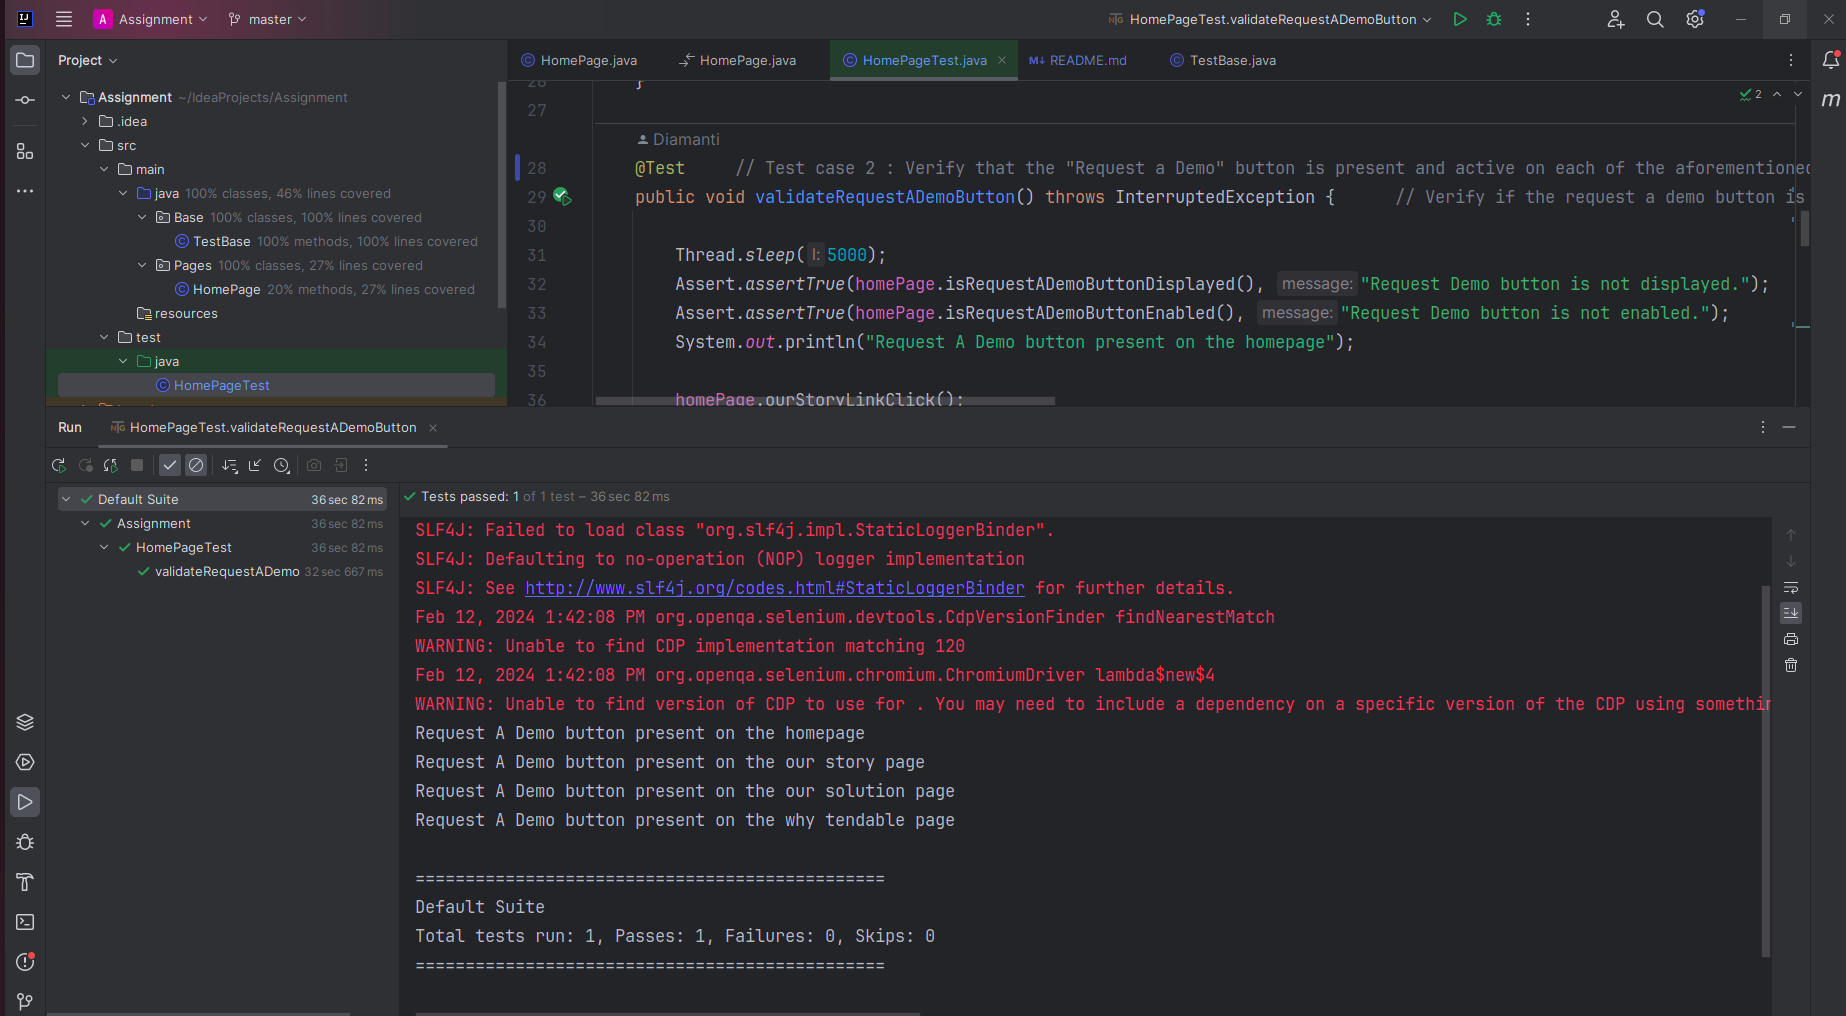 A Assignment master HomePageTest.validateRequestADemoButton
Project
HomePage.java HomePage.java HomePageTest.java README.md TestBase.java
Assignment ~/IdeaProjects/Assignment
.idea
src
main
java 100% classes, 46% lines covered
Base 100% classes, 100% lines covered
TestBase 100% methods, 100% lines covered
Pages 100% classes, 27% lines covered
HomePage 20% methods, 27% lines covered
resources
test
java
HomePageTest
26 }
2
27
Diamanti
28 @Test // Test case 2 : Verify that the "Request a Demo" button is present and active on each of the aforementioned
29 public void validateRequestADemoButton() throws InterruptedException { // Verify if the request a demo button is
30
31 Thread.sleep( l: 5000);
32 Assert.assertTrue(homePage.isRequestADemoButtonDisplayed(), message: "Request Demo button is not displayed.");
33 Assert.assertTrue(homePage.isRequestADemoButtonEnabled(), message: "Request Demo button is not enabled.");
34 System.out.println("Request A Demo button present on the homepage");
35
36 homePage.ourStoryLinkClick();
Run HomePageTest.validateRequestADemoButton
Default Suite 36 sec 82 ms
Assignment 36 sec 82 ms
HomePageTest 36 sec 82 ms
validateRequestADemo 32 sec 667 ms
Tests passed: 1 of 1 test – 36 sec 82 ms
SLF4J: Failed to load class "org.slf4j.impl.StaticLoggerBinder".
SLF4J: Defaulting to no-operation (NOP) logger implementation
SLF4J: See http://www.slf4j.org/codes.html#StaticLoggerBinder for further details.
Feb 12, 2024 1:42:08 PM org.openqa.selenium.devtools.CdpVersionFinder findNearestMatch
WARNING: Unable to find CDP implementation matching 120
Feb 12, 2024 1:42:08 PM org.openqa.selenium.chromium.ChromiumDriver lambda$new$4
WARNING: Unable to find version of CDP to use for . You may need to include a dependency on a specific version of the CDP using somethin
Request A Demo button present on the homepage
Request A Demo button present on the our story page
Request A Demo button present on the our solution page
Request A Demo button present on the why tendable page
===============================================
Default Suite
Total tests run: 1, Passes: 1, Failures: 0, Skips: 0
===============================================